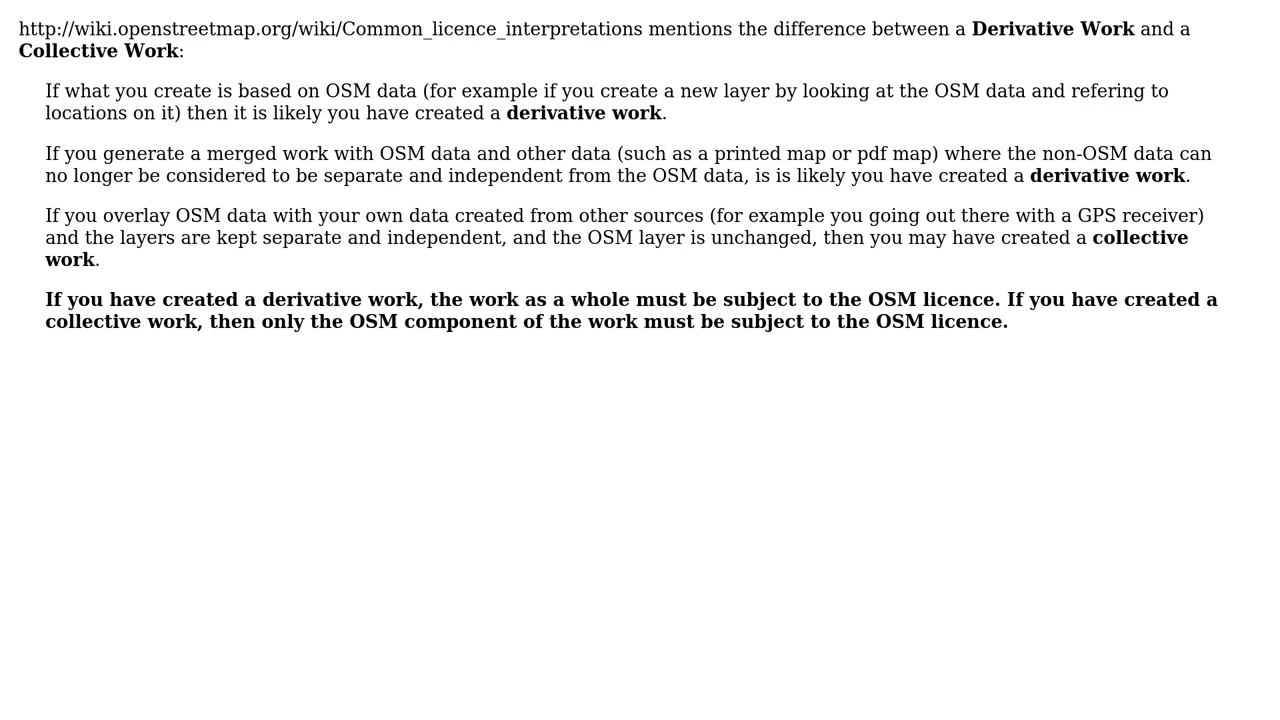 http://wiki.openstreetmap.org/wiki/Common_licence_interpretations mentions the difference between a Derivative Work and a
Collective Work:
If what you create is based on OSM data (for example if you create a new layer by looking at the OSM data and refering to
locations on it) then it is likely you have created a derivative work.
If you generate a merged work with OSM data and other data (such as a printed map or pdf map) where the non-OSM data can
no longer be considered to be separate and independent from the OSM data, is is likely you have created a derivative work.
If you overlay OSM data with your own data created from other sources (for example you going out there with a GPS receiver)
and the layers are kept separate and independent, and the OSM layer is unchanged, then you may have created a collective
work.
If you have created a derivative work, the work as a whole must be subject to the OSM licence. If you have created a
collective work, then only the OSM component of the work must be subject to the OSM licence.